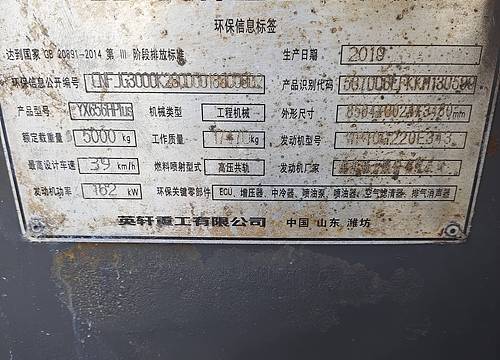 环保信息标签
达到国家 GB 20891-2014 第 III 阶段排放标准 生产日期 2019
环保信息公开编号 产品识别代码
产品型号 YX656HPlus 机械类型 工程机械 外形尺寸 mm
额定载重量 5000 kg 工作质量 kg 发动机型号
最高设计车速 39 km/h 燃料喷射型式 高压共轨 发动机厂家
发动机功率 162 kW 环保关键零部件 ECU、增压器、中冷器、喷油泵、喷油器、空气滤清器、排气消声器
英轩重工有限公司 中国 山东 潍坊